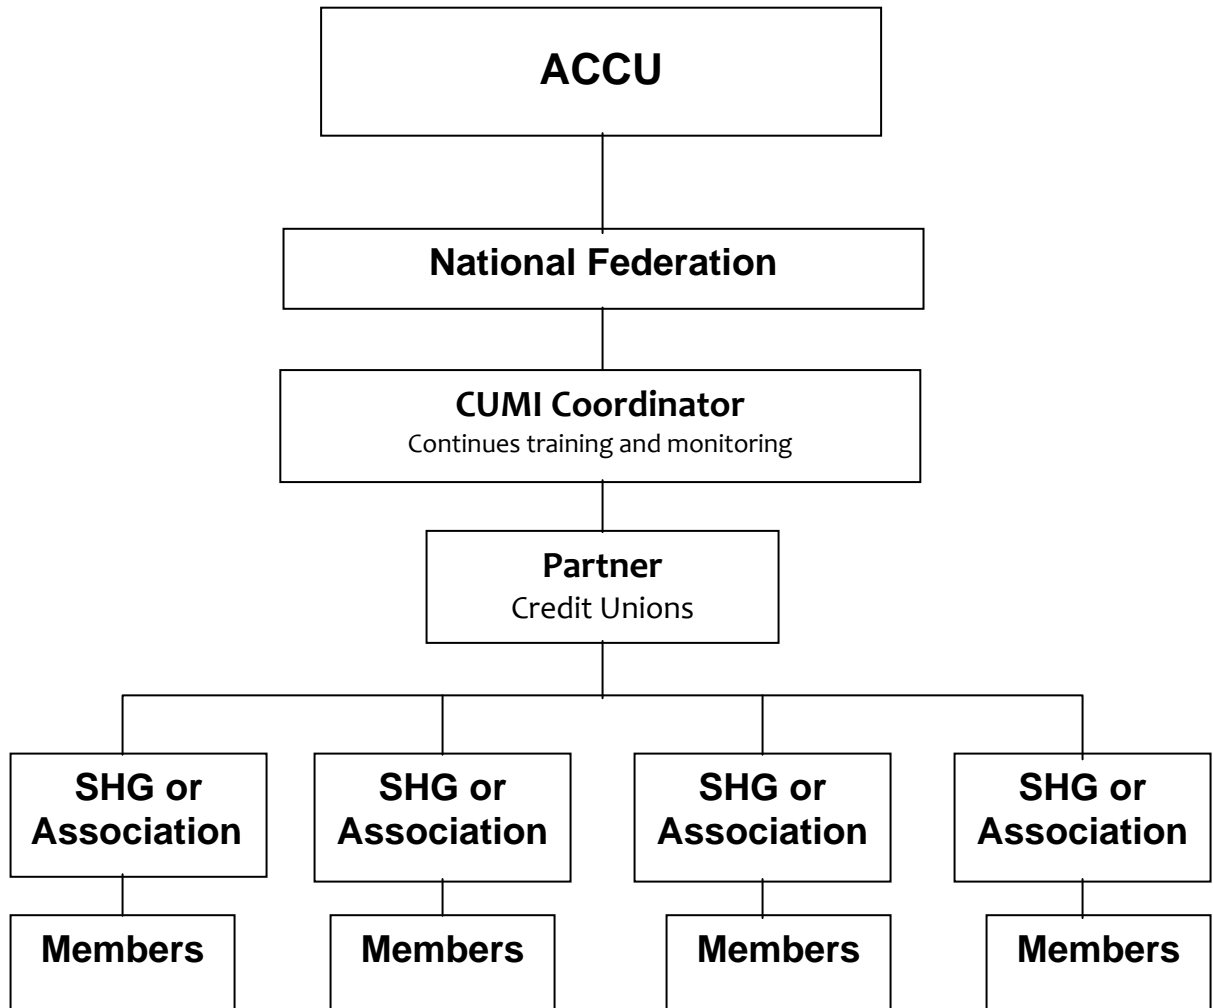 ACCU
National Federation
CUMI Coordinator
Continues training and monitoring
Partner
Credit Unions
SHG or
Association
SHG or
Association
SHG or
Association
SHG or
Association
Members
Members
Members
Members